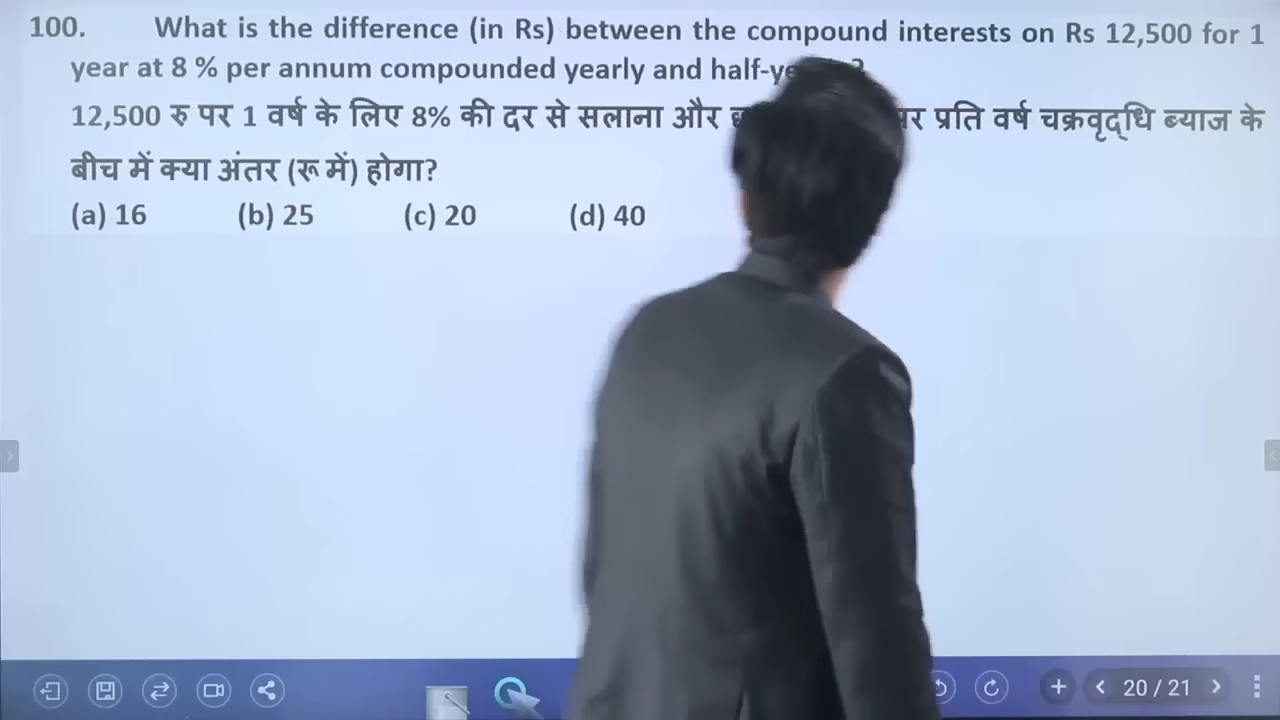 100. What is the difference (in Rs) between the compound interests on Rs 12,500 for 1
year at 8 % per annum compounded yearly and
12,500 रु पर 1 वर्ष के लिए 8% की दर से सलाना और प्रति वर्ष चक्रवृद्धि ब्याज के
बीच में क्या अंतर (रू में) होगा?
(a) 16 (b) 25 (c) 20 (d) 40
20 / 21